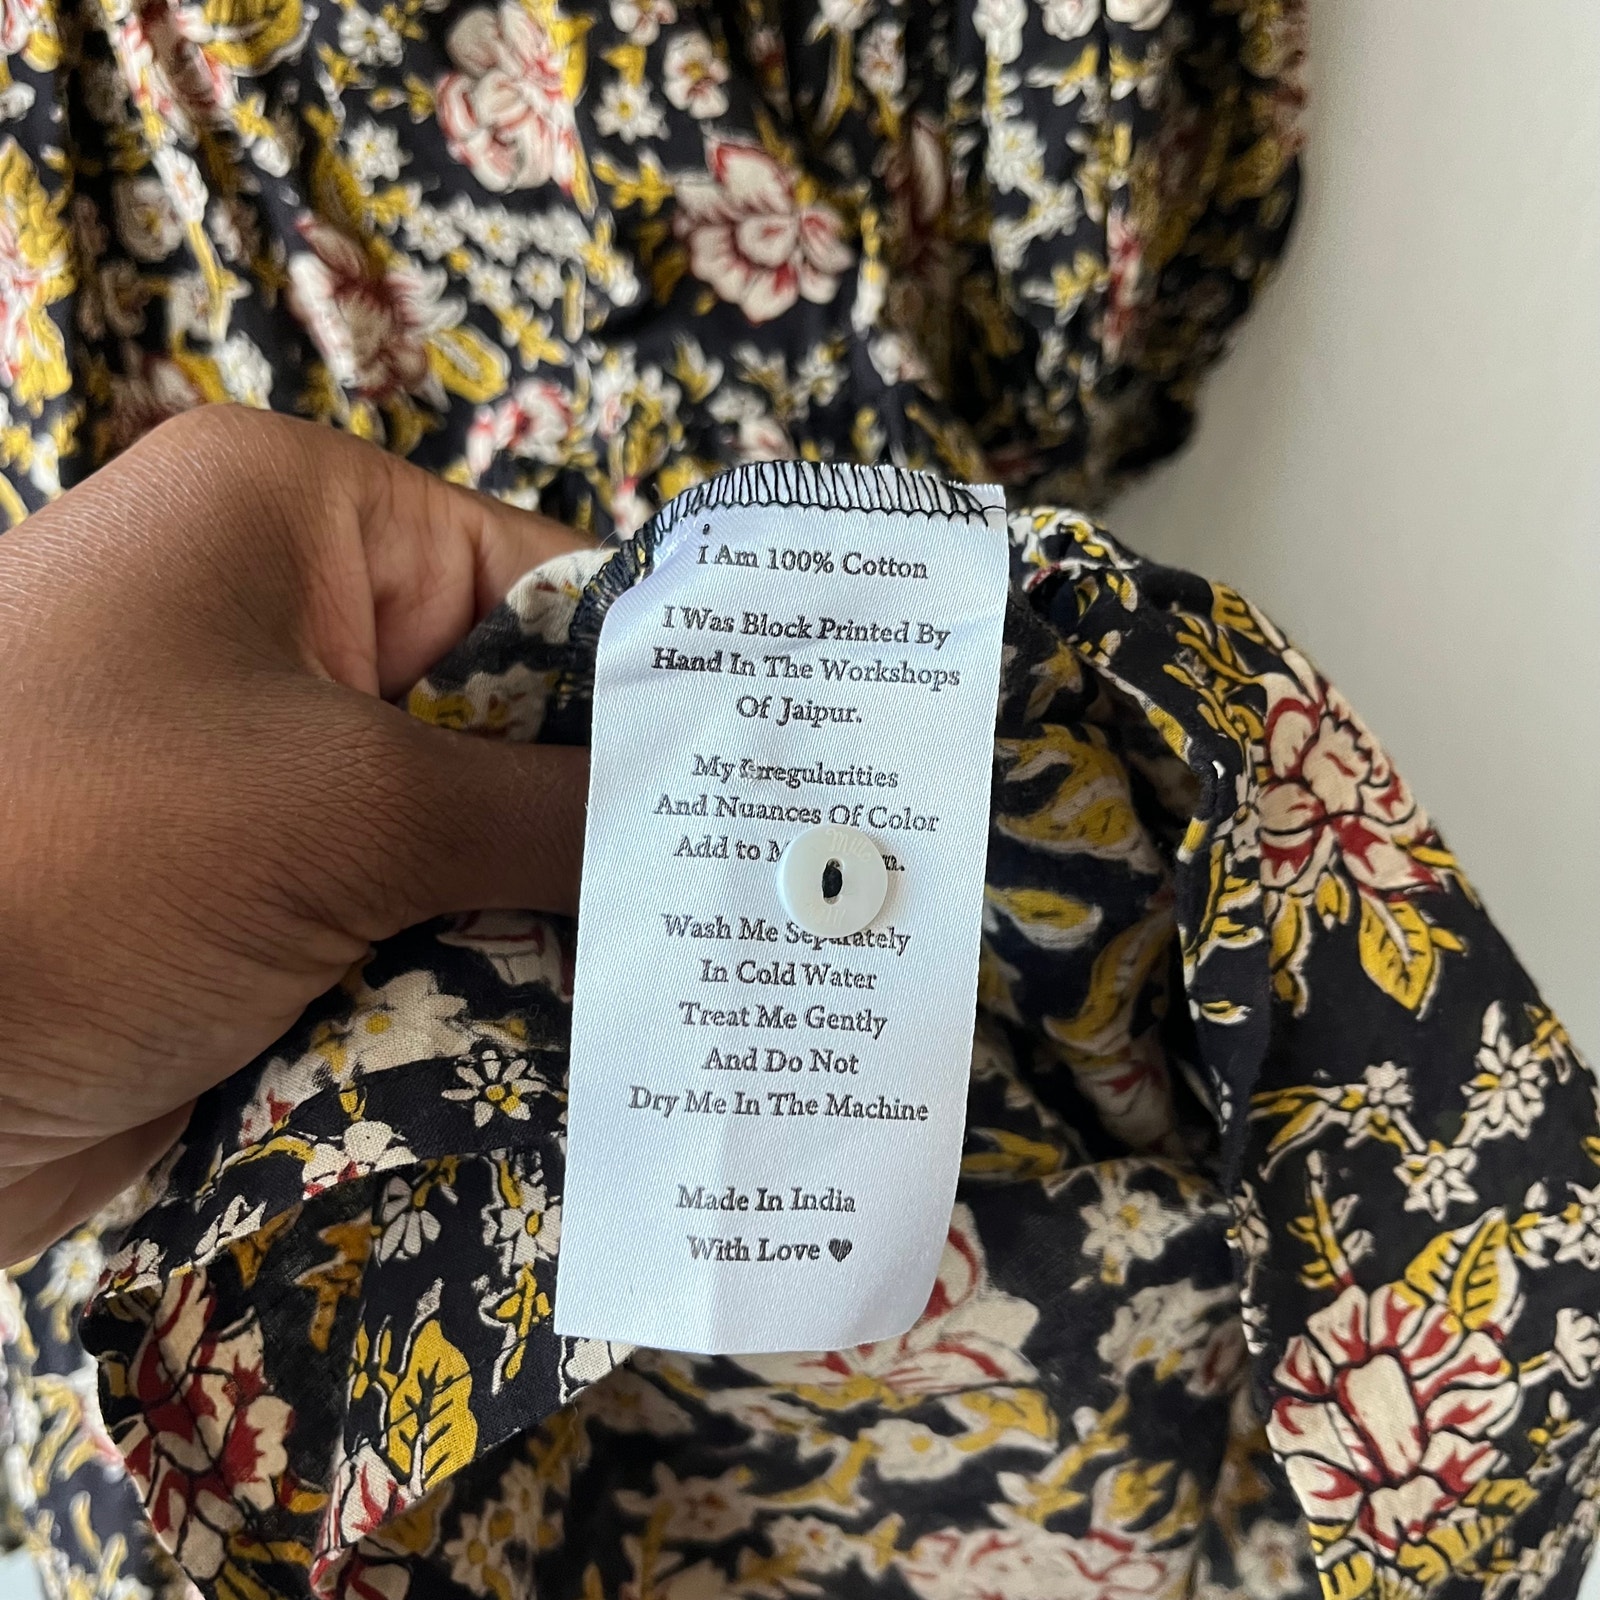 i Am 100% Cotton
I Was Block Printed By
Hand In The Workshops
Of Jaipur.
My Irregularities
And Nuances Of Color
Add to
Wash Me Separately
In Cold Water
Treat Me Gently
And Do Not
Dry Me In The Machine
Made In India
With Love ♥